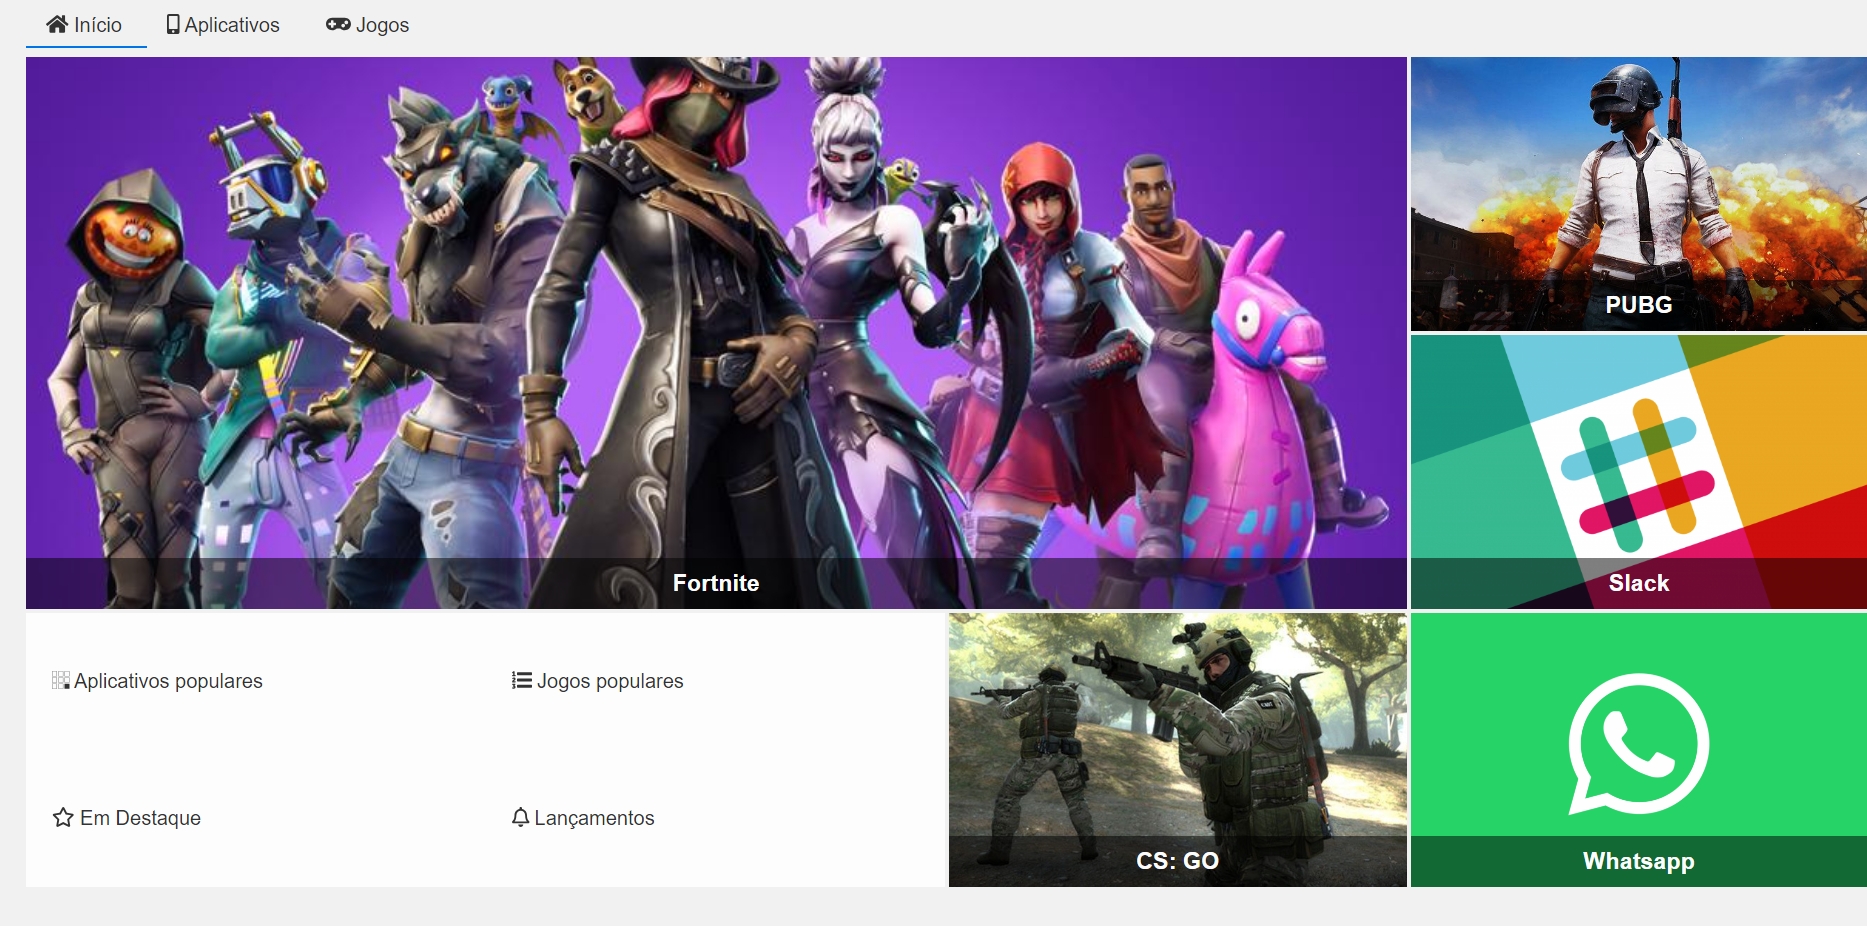 Início Aplicativos Jogos
Fortnite
PUBG
Slack
Aplicativos populares Jogos populares
Em Destaque Lançamentos
CS: GO
Whatsapp